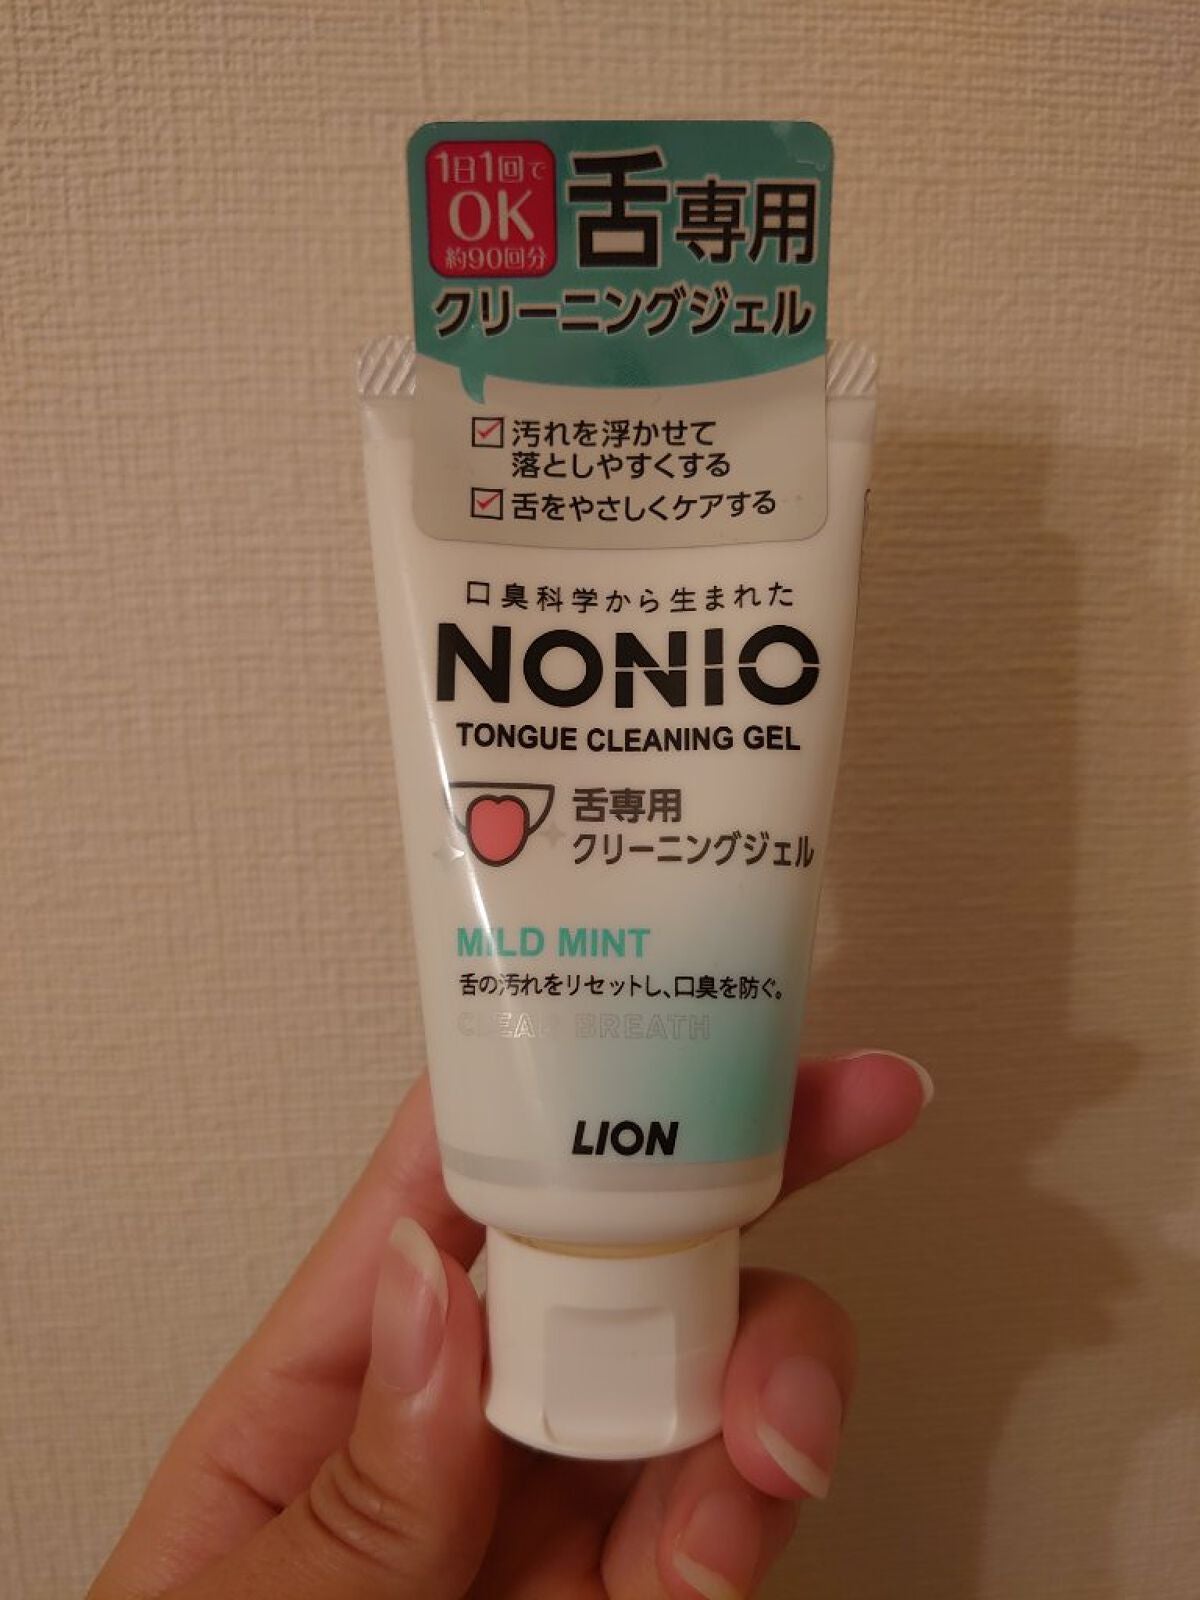 1日1回で
OK
約90回分
舌専用
クリーニングジェル
汚れを浮かせて
落としやすくする
舌をやさしくケアする
口臭科学から生まれた
NONIO
TONGUE CLEANING GEL
舌専用
クリーニングジェル
MILD MINT
舌の汚れをリセットし、口臭を防ぐ。
CLEAR BREATH
LION